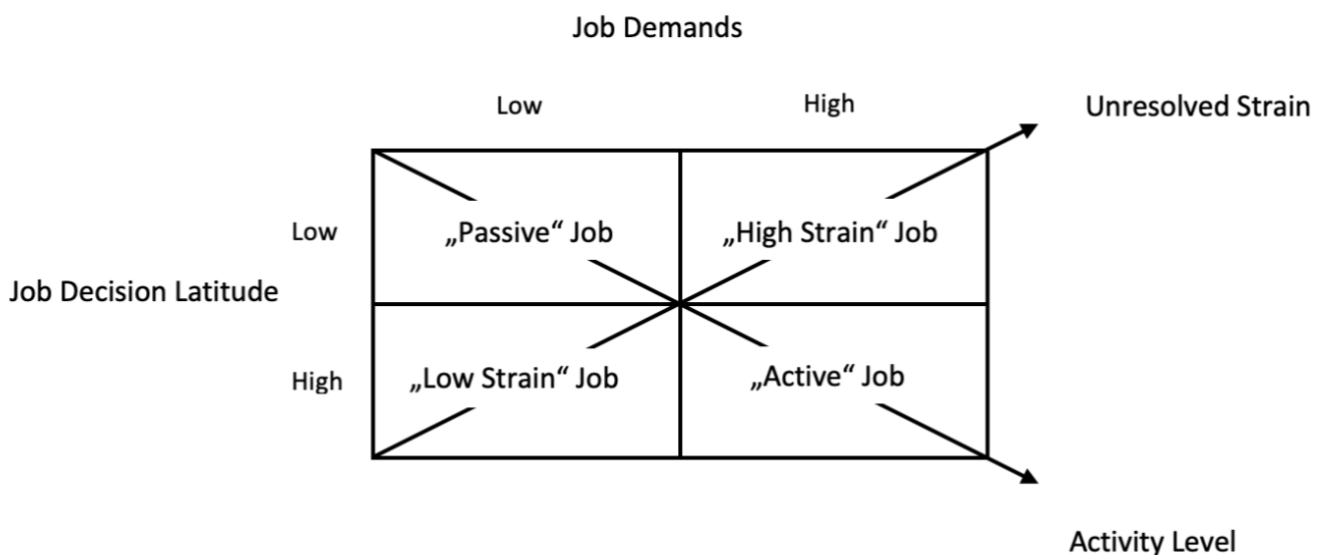 Job Demands
Low
High
Unresolved Strain
Low
„Passive“ Job
„High Strain“ Job
Job Decision Latitude
High
„Low Strain“ Job
„Active“ Job
Activity Level